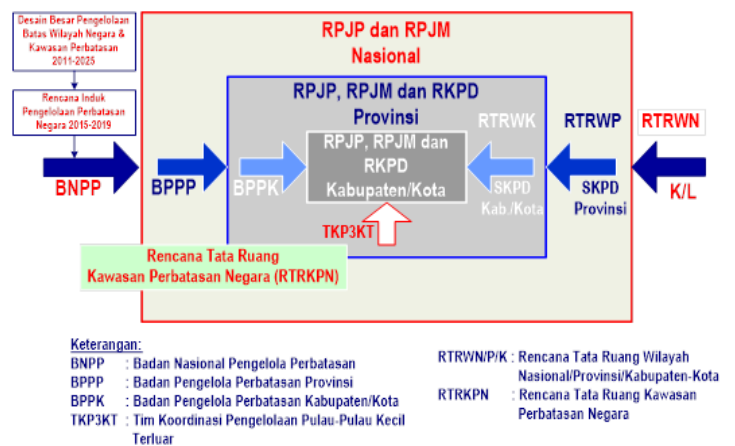 Desain Besar Pengelolaan
Batas Wilayah Negara &
Kawasan Perbatasan
2011-2025
Rencana Induk
Pengelolaan Perbatasan
Negara 2015-2019
RPJP dan RPJM
Nasional
RPJP, RPJM dan RKPD
Provinsi
RTRWK
RTRWP
RTRWN
RPJP, RPJM dan
RKPD
Kabupaten/Kota
BNPP
BPPP
BPPK
SKPD
Kab./Kota
SKPD
Provinsi
K/L
TKP3KT
Rencana Tata Ruang
Kawasan Perbatasan Negara (RTRKPN)
Keterangan:
BNPP : Badan Nasional Pengelola Perbatasan
BPPP : Badan Pengelola Perbatasan Provinsi
BPPK : Badan Pengelola Perbatasan Kabupaten/Kota
TKP3KT : Tim Koordinasi Pengelolaan Pulau-Pulau Kecil
Terluar
RTRWN/P/K : Rencana Tata Ruang Wilayah
Nasional/Provinsi/Kabupaten-Kota
RTRKPN : Rencana Tata Ruang Kawasan
Perbatasan Negara